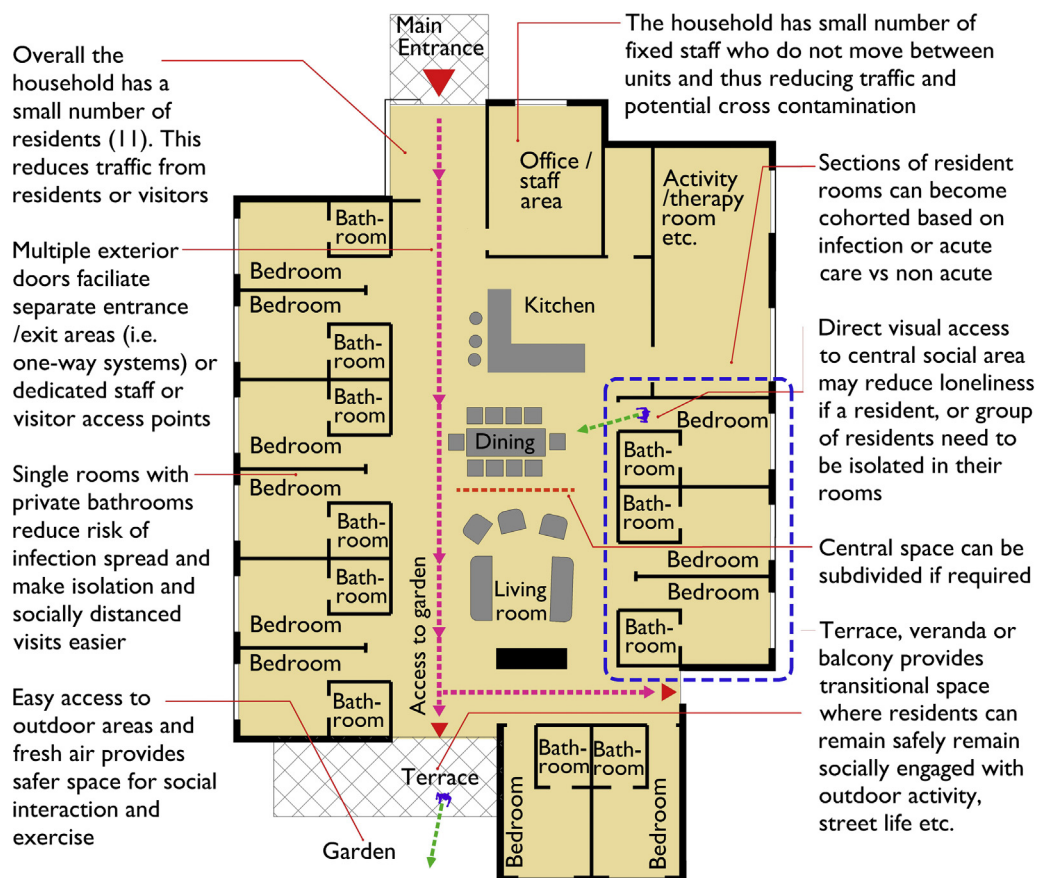 Main
Entrance
Overall the
household has a
small number of
residents (11). This
reduces traffic from
residents or visitors
Multiple exterior
doors faciliate
separate entrance
/exit areas (i.e.
one-way systems) or
dedicated staff or
visitor access points
Single rooms with
private bathrooms
reduce risk of
infection spread and
make isolation and
socially distanced
visits easier
Easy access to
outdoor areas and
fresh air provides
safer space for social
interaction and
exercise
The household has small number of
fixed staff who do not move between
units and thus reducing traffic and
potential cross contamination
Sections of resident
rooms can become
cohorted based on
infection or acute
care vs non acute
Direct visual access
to central social area
may reduce loneliness
if a resident, or group
of residents need to
be isolated in their
rooms
Central space can be
subdivided if required
Terrace, veranda or
balcony provides
transitional space
where residents can
remain safely remain
socially engaged with
outdoor activity,
street life etc.
Office /
staff
area
Activity
/therapy
room
etc.
Bath-
room
Bedroom
Bedroom
Bath-
room
Bath-
room
Bedroom
Bedroom
Bath-
room
Bath-
room
Bedroom
Bedroom
Bath-
room
Kitchen
Dining
Living
room
Access to garden
Bedroom
Bath-
room
Bath-
room
Bedroom
Bedroom
Bath-
room
Bath-
room
Bath-
room
Bedroom
Bedroom
Terrace
Garden